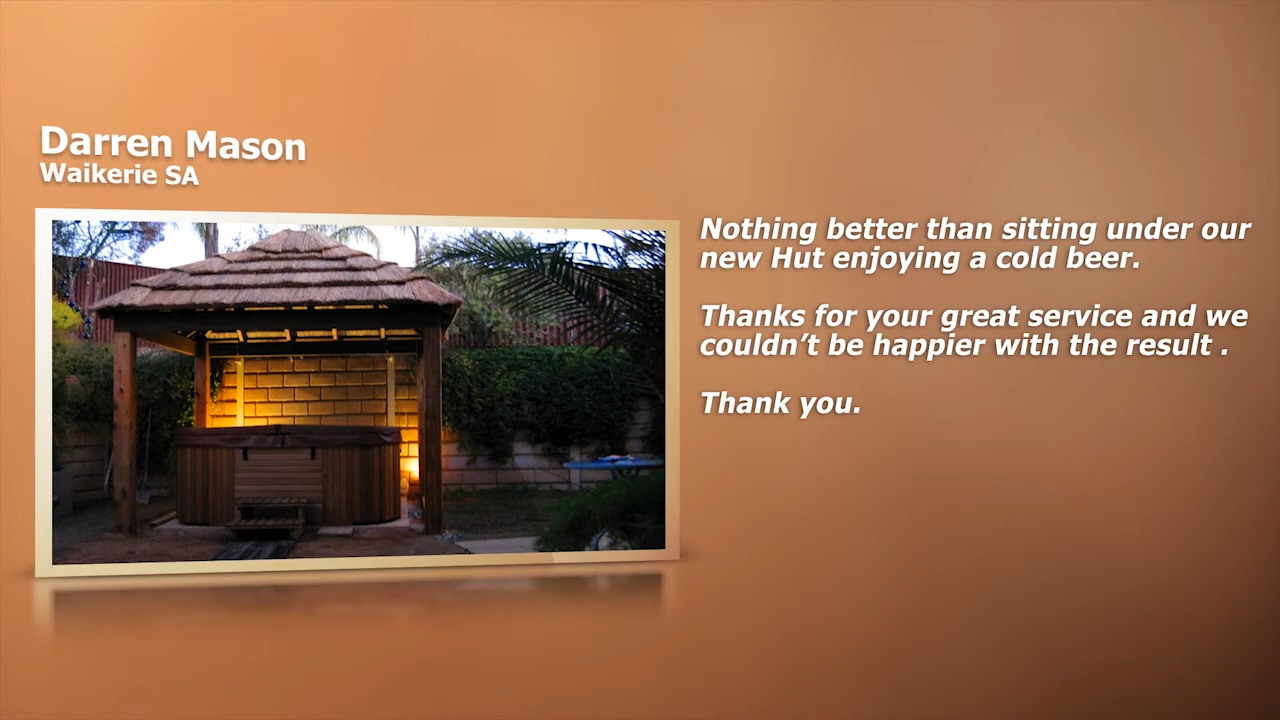 Darren Mason
Waikerie SA
Nothing better than sitting under our
new Hut enjoying a cold beer.
Thanks for your great service and we
couldn’t be happier with the result .
Thank you.